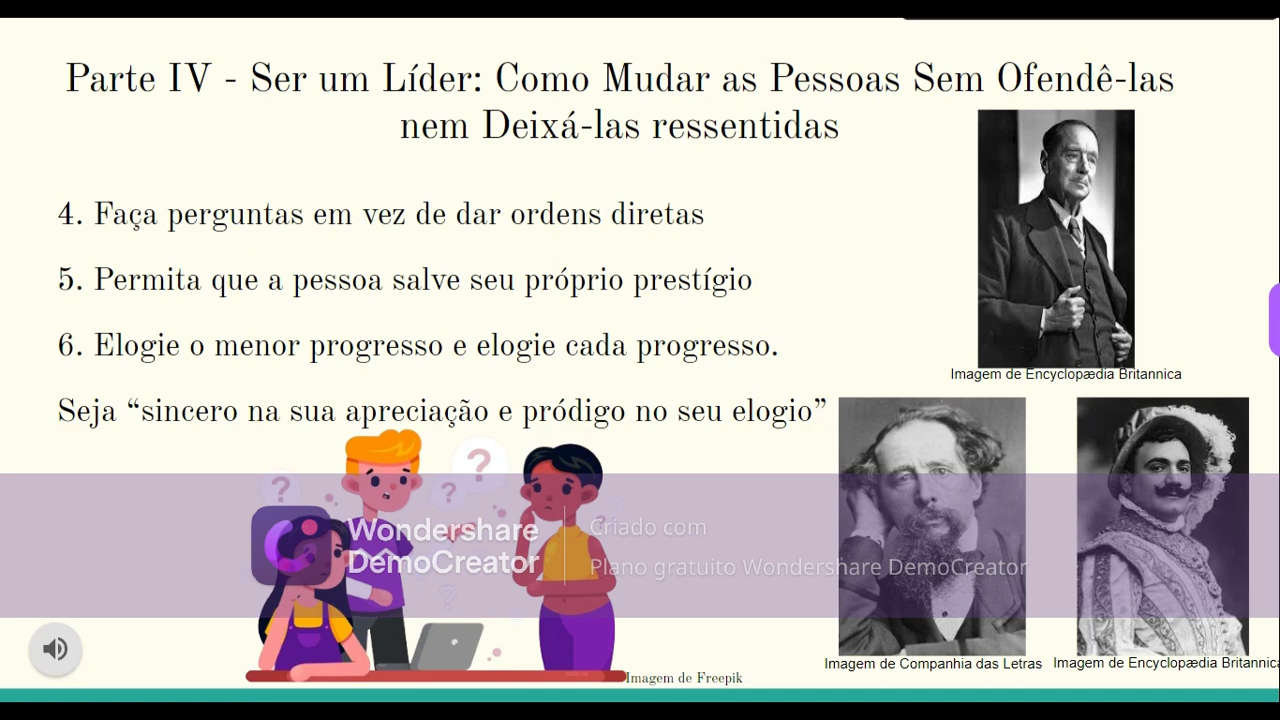 Parte IV - Ser um Líder: Como Mudar as Pessoas Sem Ofendê-las
nem Deixá-las ressentidas
4. Faça perguntas em vez de dar ordens diretas
5. Permita que a pessoa salve seu próprio prestígio
6. Elogie o menor progresso e elogie cada progresso.
Seja “sincero na sua apreciação e pródigo no seu elogio”
Imagem de Encyclopædia Britannica
?
?
?
?
?
Wondershare
DemoCreator
Criado com
Plano gratuito Wondershare DemoCreator
Imagem de Companhia das Letras
Imagem de Encyclopædia Britannica
Imagem de Freepik